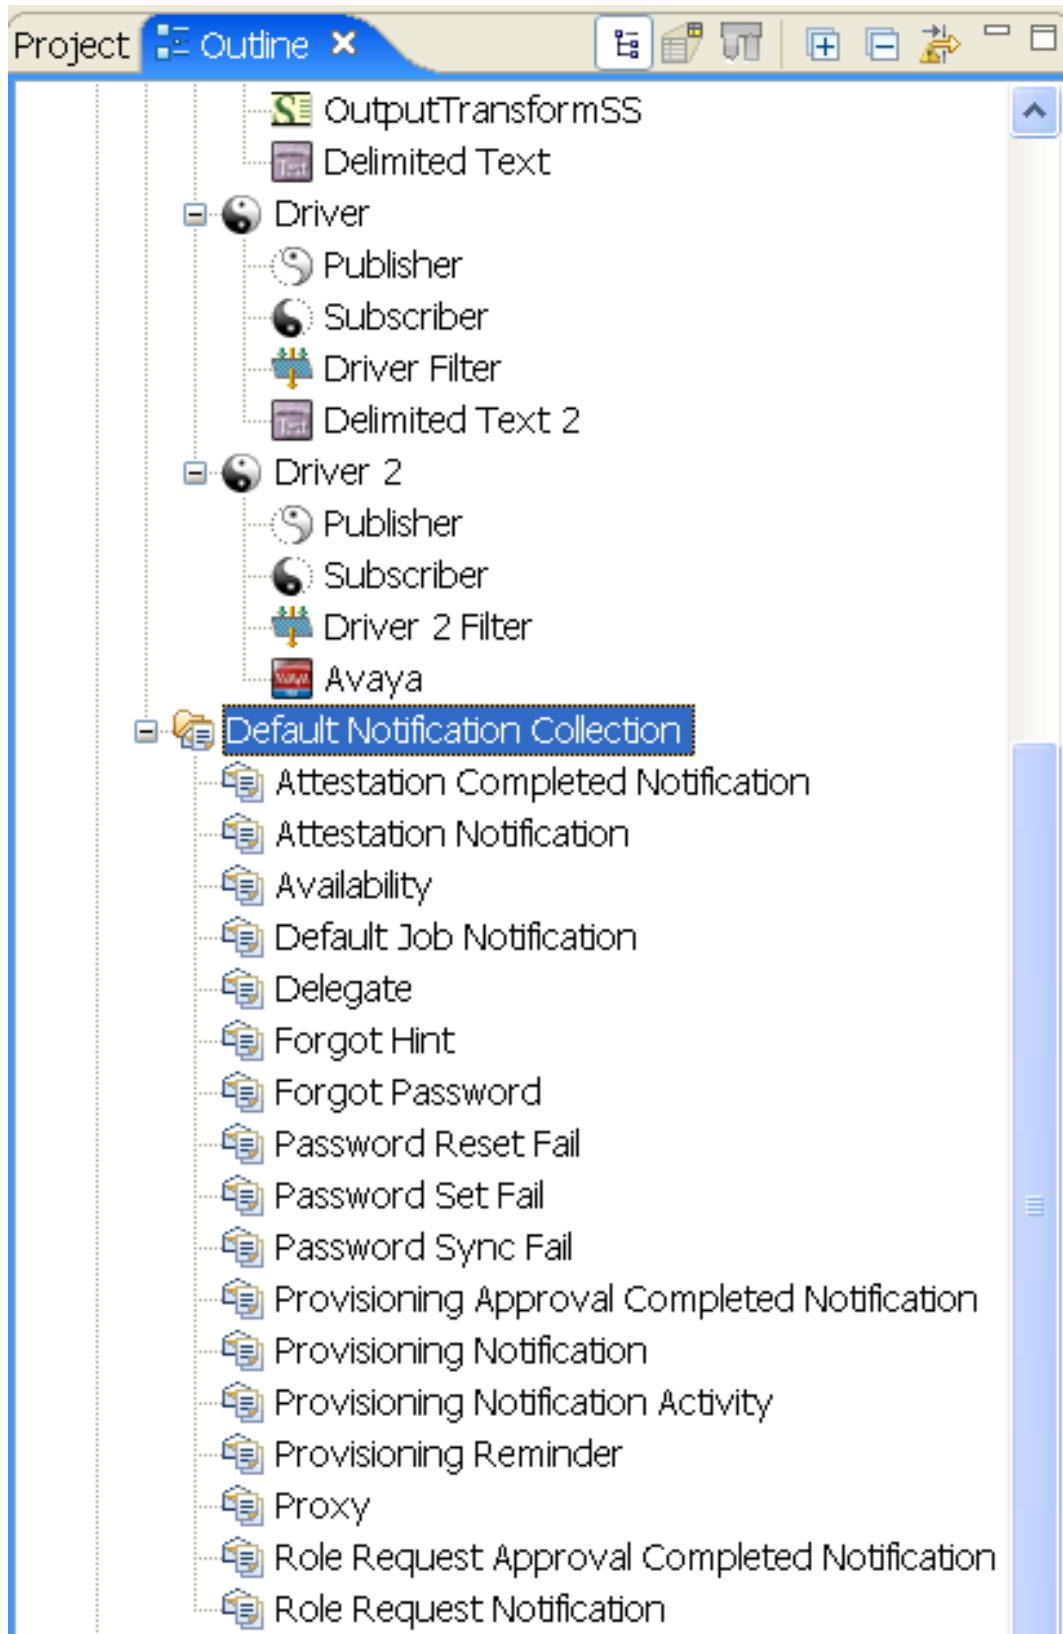 Project Outline
OutputTransformSS
Delimited Text
Driver
Publisher
Subscriber
Driver Filter
Delimited Text 2
Driver 2
Publisher
Subscriber
Driver 2 Filter
Avaya
Default Notification Collection
Attestation Completed Notification
Attestation Notification
Availability
Default Job Notification
Delegate
Forgot Hint
Forgot Password
Password Reset Fail
Password Set Fail
Password Sync Fail
Provisioning Approval Completed Notification
Provisioning Notification
Provisioning Notification Activity
Provisioning Reminder
Proxy
Role Request Approval Completed Notification
Role Request Notification